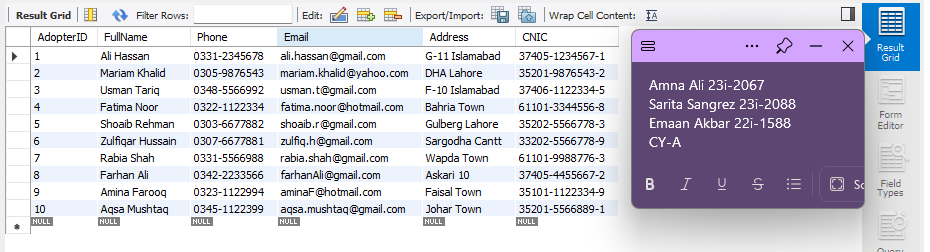 Result Grid Filter Rows: Edit: Export/Import: Wrap Cell Content: IA
AdopterID FullName Phone Email Address CNIC
1 Ali Hassan 0331-2345678 ali.hassan@gmail.com G-11 Islamabad 37405-1234567-1
2 Mariam Khalid 0305-9876543 mariam.khalid@yahoo.com DHA Lahore 35201-9876543-2
3 Usman Tariq 0348-5566992 usman.t@gmail.com F-10 Islamabad 37406-1122334-5
4 Fatima Noor 0322-1122334 fatima.noor@hotmail.com Bahria Town 61101-3344556-8
5 Shoaib Rehman 0303-6677882 shoaib.r@gmail.com Gulberg Lahore 35202-5566778-3
6 Zulfiqar Hussain 0307-6677881 zulfiq.h@gmail.com Sargodha Cantt 33202-5566778-9
7 Rabia Shah 0331-5566988 rabia.shah@gmail.com Wapda Town 61101-9988776-3
8 Farhan Ali 0342-2233566 farhanAli@gmail.com Askari 10 37405-4455667-2
9 Amina Farooq 0323-1122994 aminaF@hotmail.com Faisal Town 35101-1122334-9
10 Aqsa Mushtaq 0345-1122399 aqsa.mushtaq@gmail.com Johar Town 35201-5566889-1
NULL NULL NULL NULL NULL NULL
Amna Ali 23i-2067
Sarita Sangrez 23i-2088
Emaan Akbar 22i-1588
CY-A
B I U S
Result
Grid
Form
Editor
Field
Types